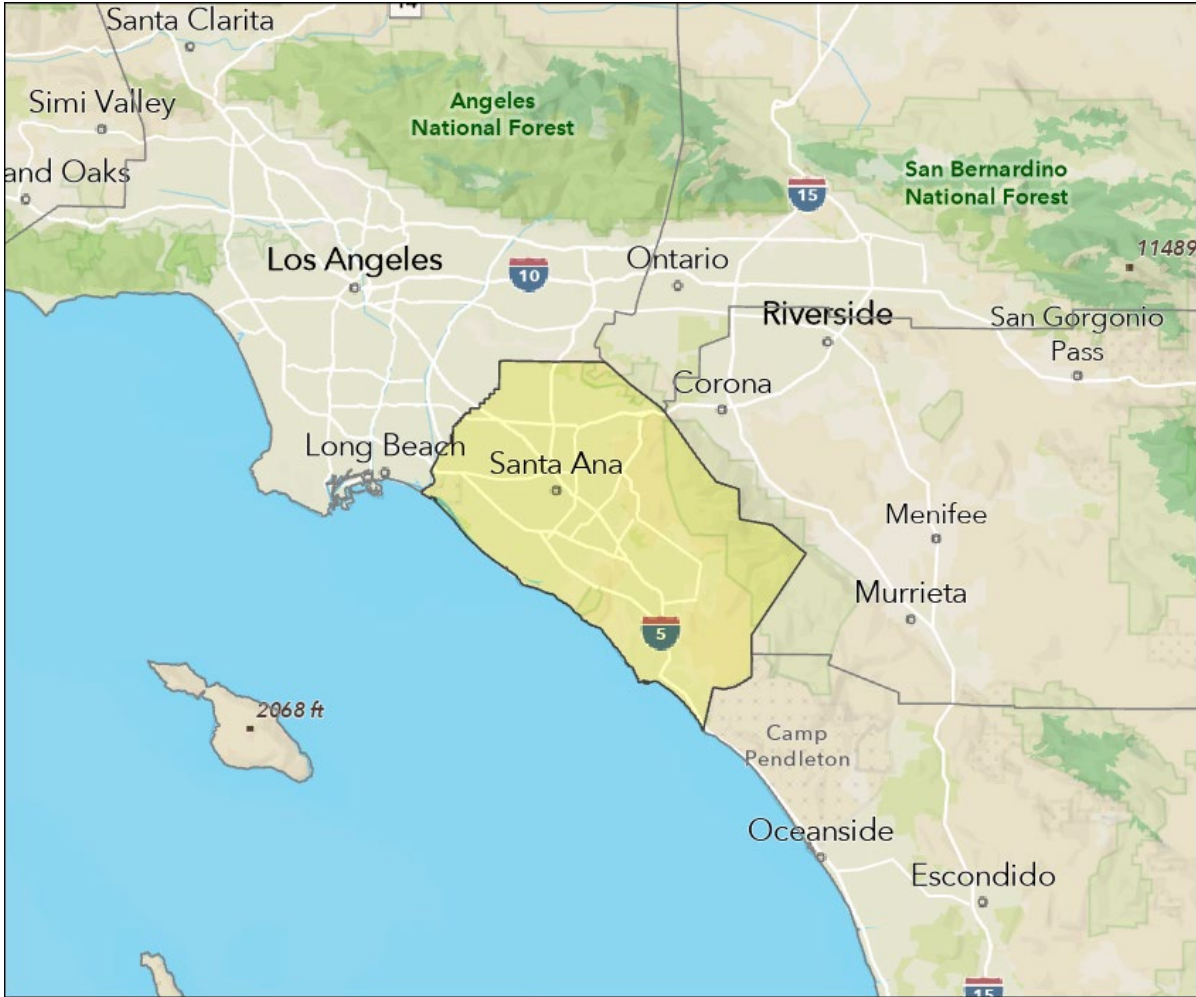 14
Santa Clarita
Simi Valley
and Oaks
Angeles
National Forest
San Bernardino
National Forest
15
11489
Los Angeles
10
Ontario
Riverside
San Gorgonio
Pass
Corona
Long Beach
Santa Ana
Menifee
Murrieta
5
2068 ft
Camp
Pendleton
Oceanside
Escondido
15